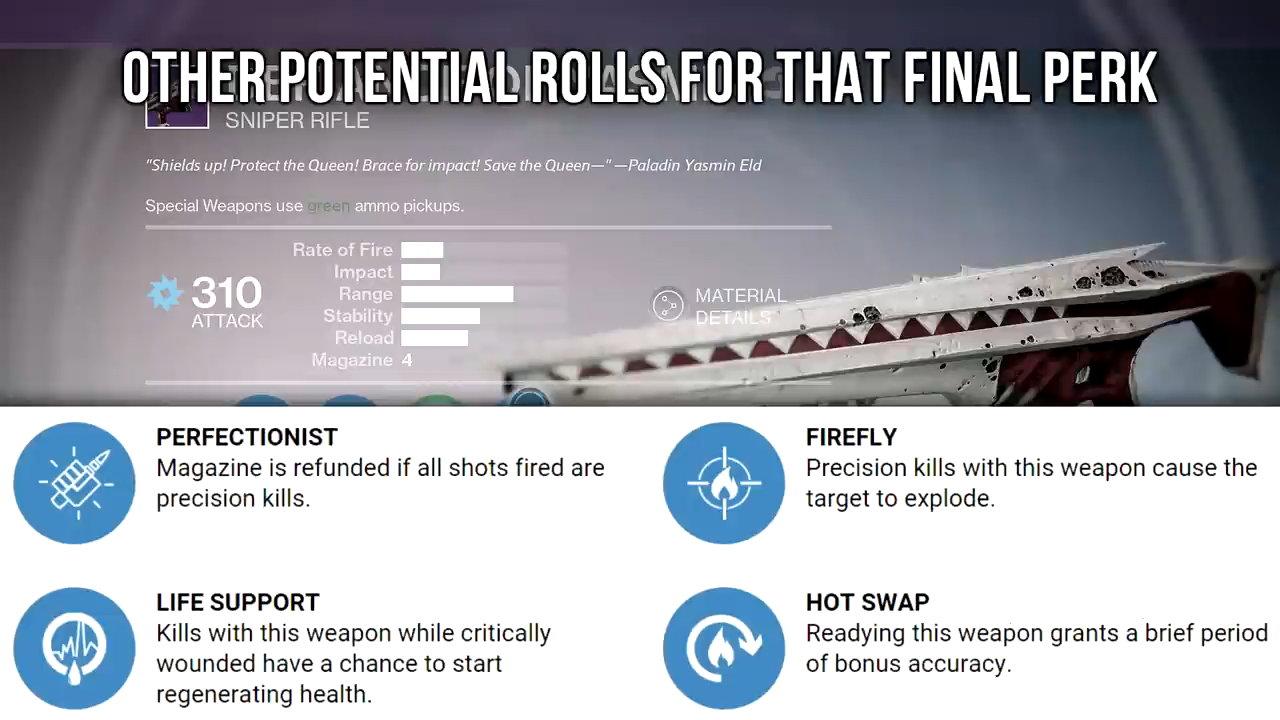 OTHER POTENTIAL ROLLS FOR THAT FINAL PERK
SNIPER RIFLE
"Shields up! Protect the Queen! Brace for impact! Save the Queen—" —Paladin Yasmin Eld
Special Weapons use green ammo pickups.
Rate of Fire
Impact
Range
Stability
Reload
Magazine 4
310
ATTACK
MATERIAL
DETAILS
PERFECTIONIST
Magazine is refunded if all shots fired are
precision kills.
FIREFLY
Precision kills with this weapon cause the
target to explode.
LIFE SUPPORT
Kills with this weapon while critically
wounded have a chance to start
regenerating health.
HOT SWAP
Readying this weapon grants a brief period
of bonus accuracy.